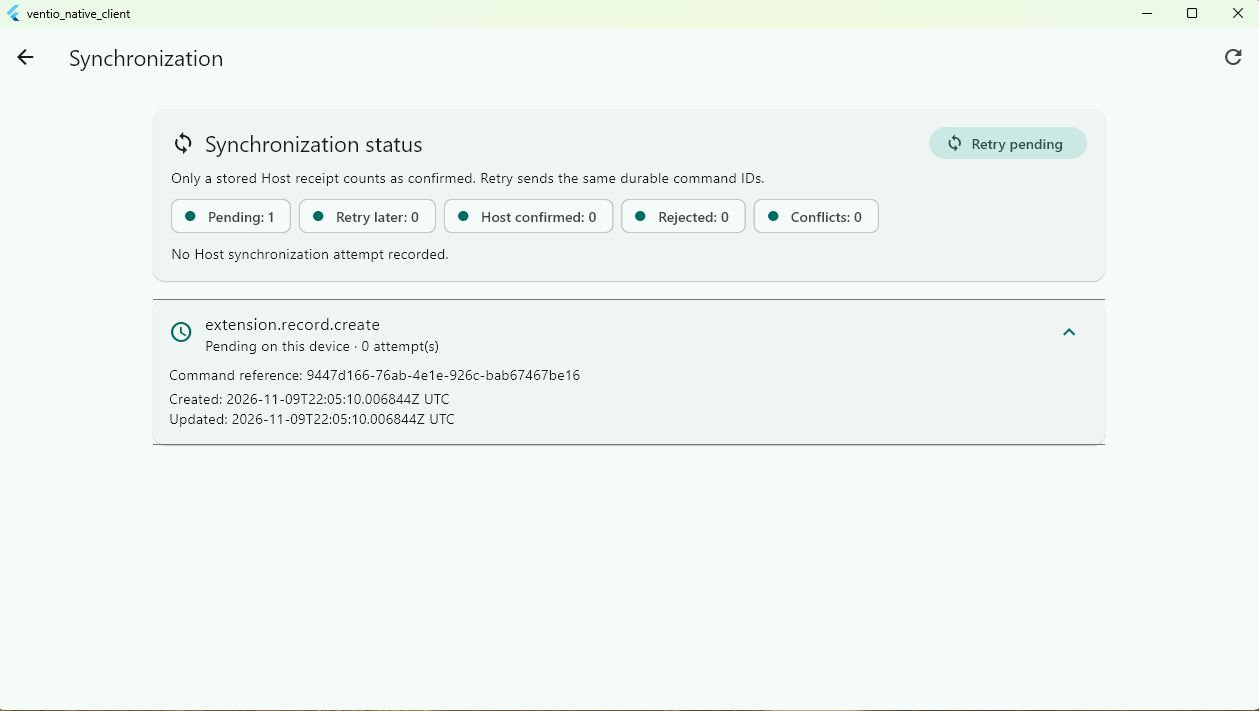 ventio_native_client
Synchronization
Synchronization status
Retry pending
Only a stored Host receipt counts as confirmed. Retry sends the same durable command IDs.
Pending: 1
Retry later: 0
Host confirmed: 0
Rejected: 0
Conflicts: 0
No Host synchronization attempt recorded.
extension.record.create
Pending on this device · 0 attempt(s)
Command reference: 9447d166-76ab-4e1e-926c-bab67467be16
Created: 2026-11-09T22:05:10.006844Z UTC
Updated: 2026-11-09T22:05:10.006844Z UTC